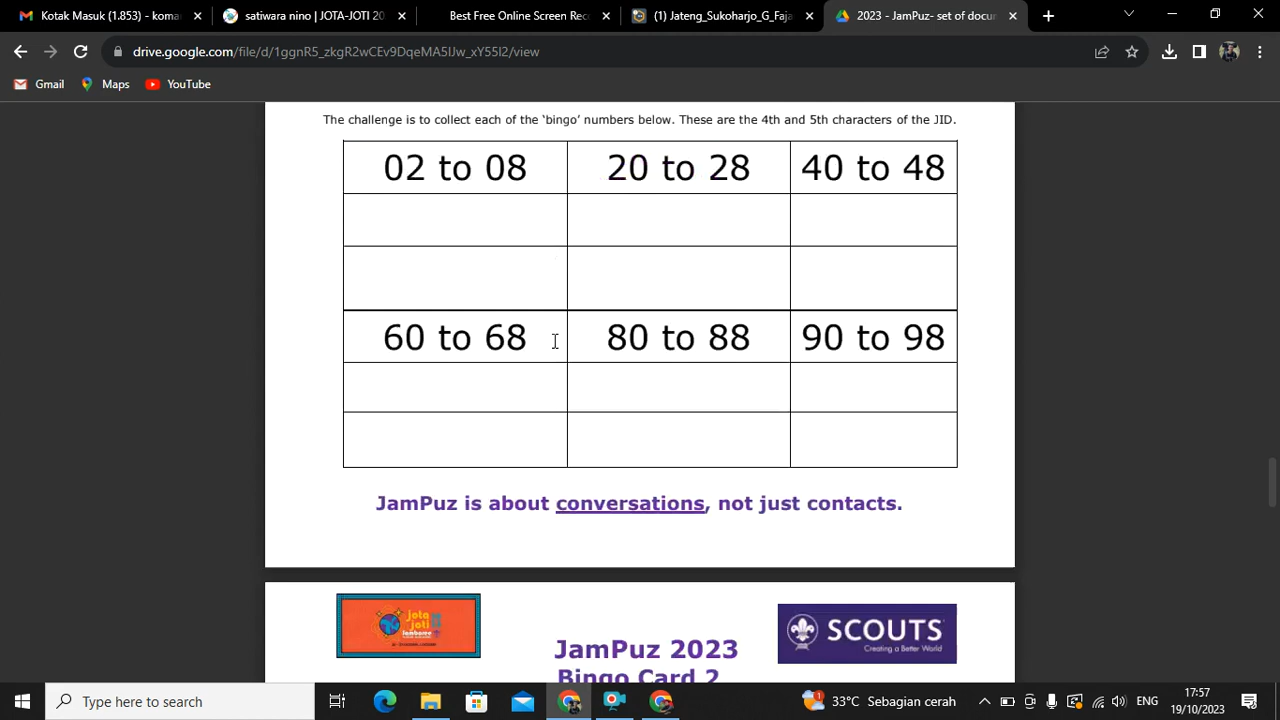 Kotak Masuk (1.853) - koma
satiwara nino | JOTA-JOTI 20
Best Free Online Screen Rec
(1) Jateng_Sukoharjo_G_Faja
2023 - JamPuz- set of docum
drive.google.com/file/d/1ggnR5_zkgR2wCEv9DqeMA5IJw_xY55I2/view
Gmail Maps YouTube
The challenge is to collect each of the 'bingo' numbers below. These are the 4th and 5th characters of the JID.
02 to 08 20 to 28 40 to 48
60 to 68 80 to 88 90 to 98
JamPuz is about conversations, not just contacts.
Jota
Joti
Jamboree
SCOUTS
Creating a Better World
JamPuz 2023
Bingo Card 2
Type here to search
33°C Sebagian cerah
ENG
17:57
19/10/2023